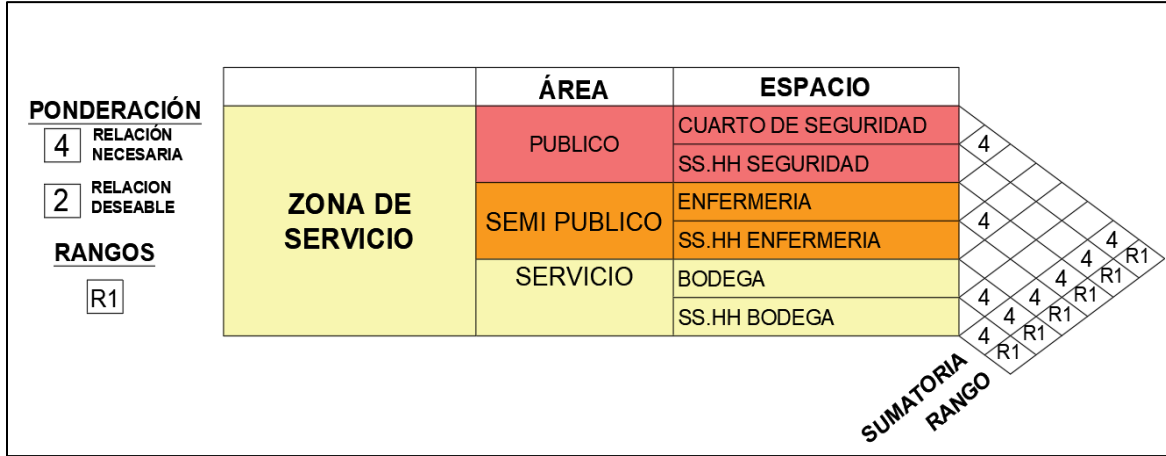 PONDERACIÓN
4 RELACIÓN
NECESARIA
2 RELACION
DESEABLE
RANGOS
R1
ÁREA ESPACIO
ZONA DE
SERVICIO
PUBLICO
CUARTO DE SEGURIDAD
SS.HH SEGURIDAD
SEMI PUBLICO
ENFERMERIA
SS.HH ENFERMERIA
SERVICIO
BODEGA
SS.HH BODEGA
4
4
4
4 R1
4 R1
4 R1
4 R1
4 R1
4 R1
SUMATORIA
RANGO